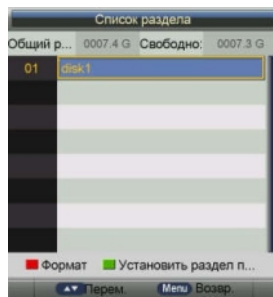 Список раздела
Общий р... 0007.4 G Свободно: 0007.3 G
01 disk1
Формат Установить раздел п...
Перем. Menu Возвр.